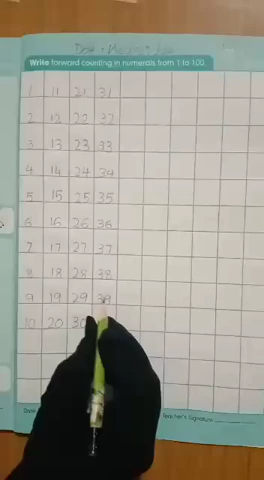 Write forward counting in numerals from 1 to 100.
1 11 21 31
2 12 22 32
3 13 23 33
4 14 24 34
5 15 25 35
6 16 26 36
7 17 27 37
8 18 28 38
9 19 29 39
10 20 30
Teacher's Signature